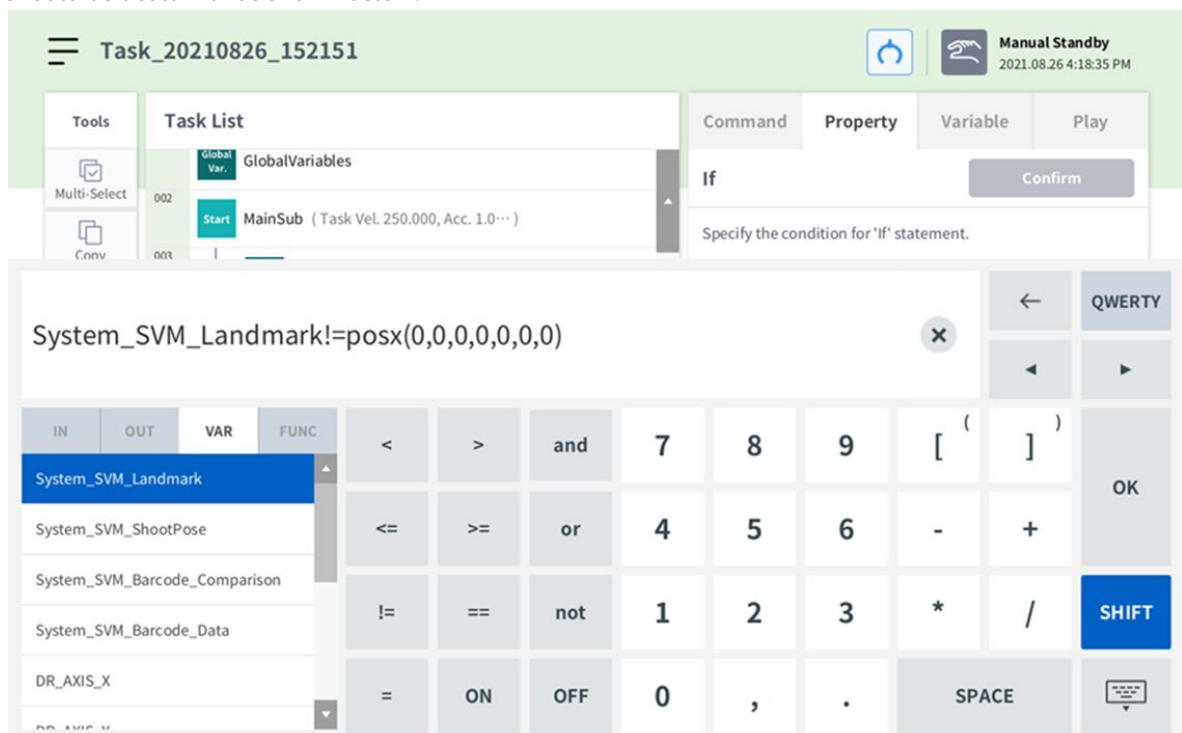 Task_20210826_152151
Manual Standby
2021.08.26 4:18:35 PM
Tools
Task List
Command Property Variable Play
Global Var. GlobalVariables
If Confirm
Multi-Select
002
Start MainSub ( Task Vel. 250.000, Acc. 1.0··· )
Specify the condition for 'If' statement.
Copy
003
System_SVM_Landmark!=posx(0,0,0,0,0,0,0)
← QWERTY
IN OUT VAR FUNC
< > and 7 8 9 [ ( ] )
System_SVM_Landmark
OK
System_SVM_ShootPose
<= >= or 4 5 6 - +
System_SVM_Barcode_Comparison
!= == not 1 2 3 * / SHIFT
System_SVM_Barcode_Data
DR_AXIS_X
= ON OFF 0 , . SPACE